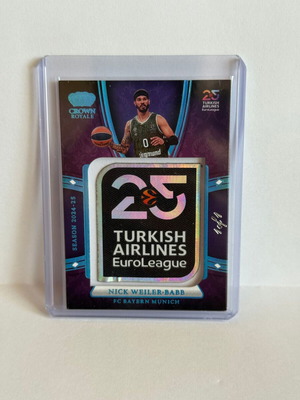 CROWN
ROYALE
25
TURKISH
AIRLINES
EuroLeague
0
SEASON 2024-25
25
TURKISH
AIRLINES
EuroLeague
NICK WEILER-BABB
FC BAYERN MUNICH